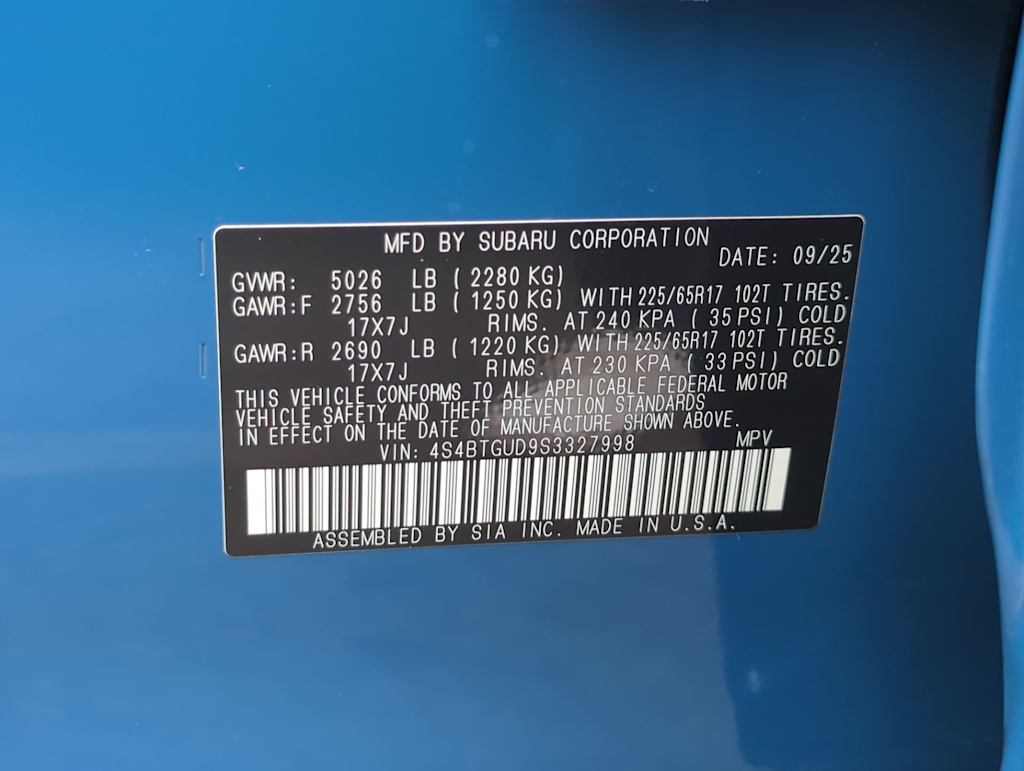 MFD BY SUBARU CORPORATION
DATE: 09/25
GVWR: 5026 LB (2280 KG)
GAWR:F 2756 LB (1250 KG) WITH 225/65R17 102T TIRES.
17X7J RIMS. AT 240 KPA (35 PSI) COLD
GAWR:R 2690 LB (1220 KG) WITH 225/65R17 102T TIRES.
17X7J RIMS. AT 230 KPA (33 PSI) COLD
THIS VEHICLE CONFORMS TO ALL APPLICABLE FEDERAL MOTOR
VEHICLE SAFETY AND THEFT PREVENTION STANDARDS
IN EFFECT ON THE DATE OF MANUFACTURE SHOWN ABOVE.
VIN: 4S4BTGUD9S3327998 MPV
ASSEMBLED BY SIA INC. MADE IN U.S.A.